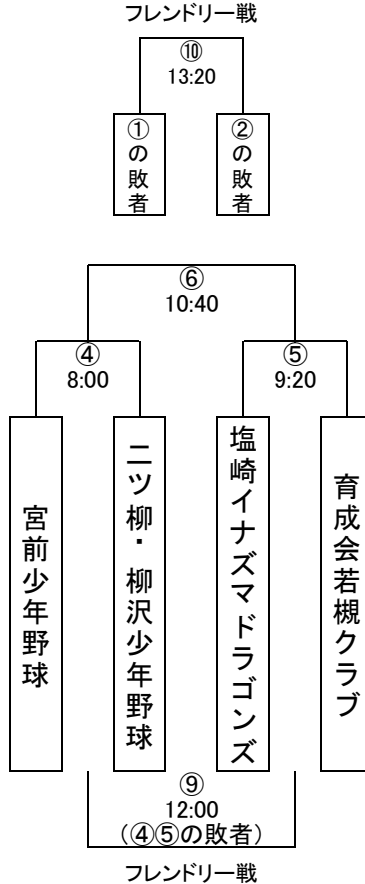 フレンドリー戦
⑩
13:20
①の敗者
②の敗者
⑥
10:40
④
8:00
⑤
9:20
宮前少年野球
二ツ柳・柳沢少年野球
塩崎イナズマドラゴンズ
育成会若槻クラブ
⑨
12:00
（④⑤の敗者）
フレンドリー戦